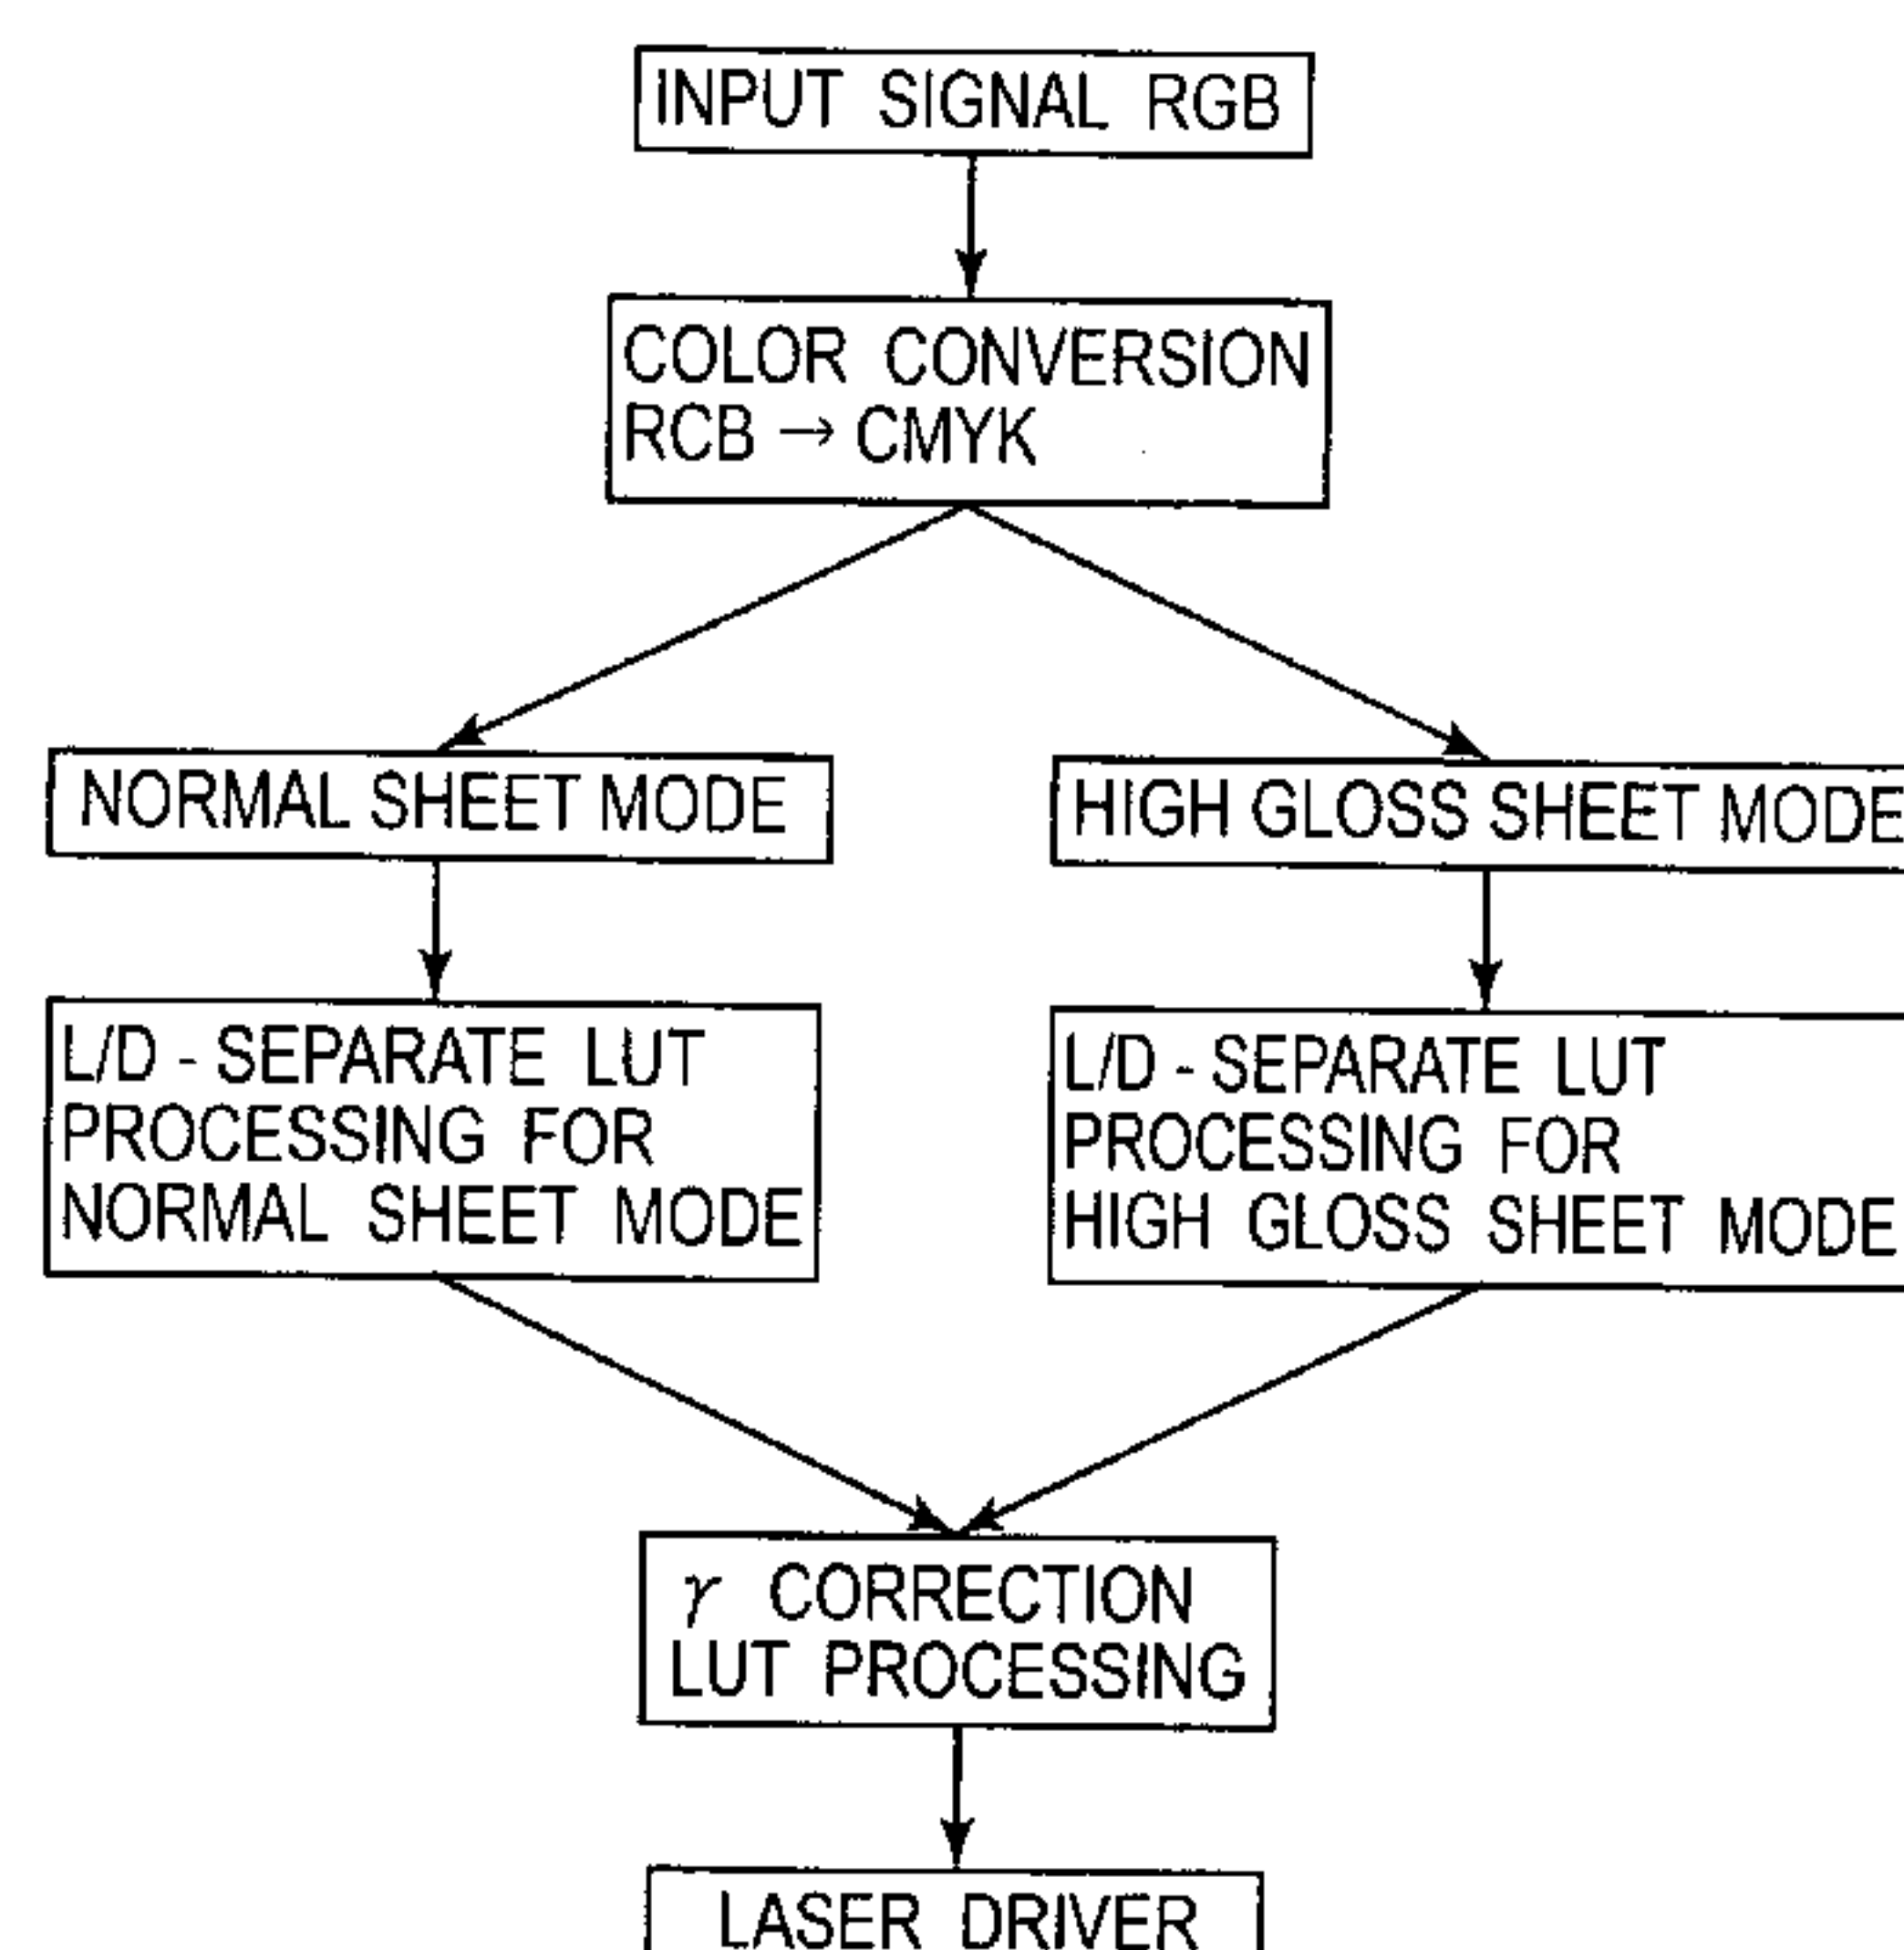 INPUT SIGNAL RGB
COLOR CONVERSION
RCB → CMYK
NORMAL SHEET MODE
HIGH GLOSS SHEET MODE
L/D - SEPARATE LUT
PROCESSING FOR
NORMAL SHEET MODE
L/D - SEPARATE LUT
PROCESSING FOR
HIGH GLOSS SHEET MODE
γ CORRECTION
LUT PROCESSING
LASER DRIVER